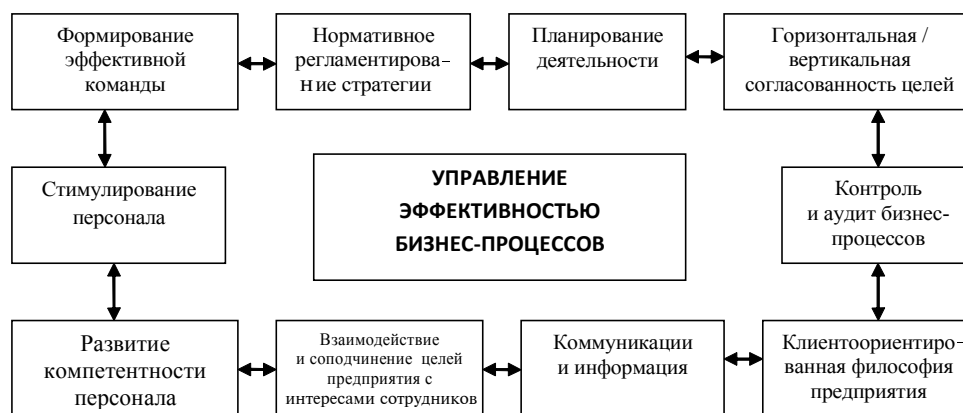 Формирование
эффективной
команды
Нормативное
регламентирова–
ние стратегии
Планирование
деятельности
Горизонтальная /
вертикальная
согласованность целей
Стимулирование
персонала
УПРАВЛЕНИЕ
ЭФФЕКТИВНОСТЬЮ
БИЗНЕС-ПРОЦЕССОВ
Контроль
и аудит бизнес-
процессов
Развитие
компетентности
персонала
Взаимодействие
и соподчинение целей
предприятия с
интересами сотрудников
Коммуникации
и информация
Клиентоориентиро–
ванная философия
предприятия